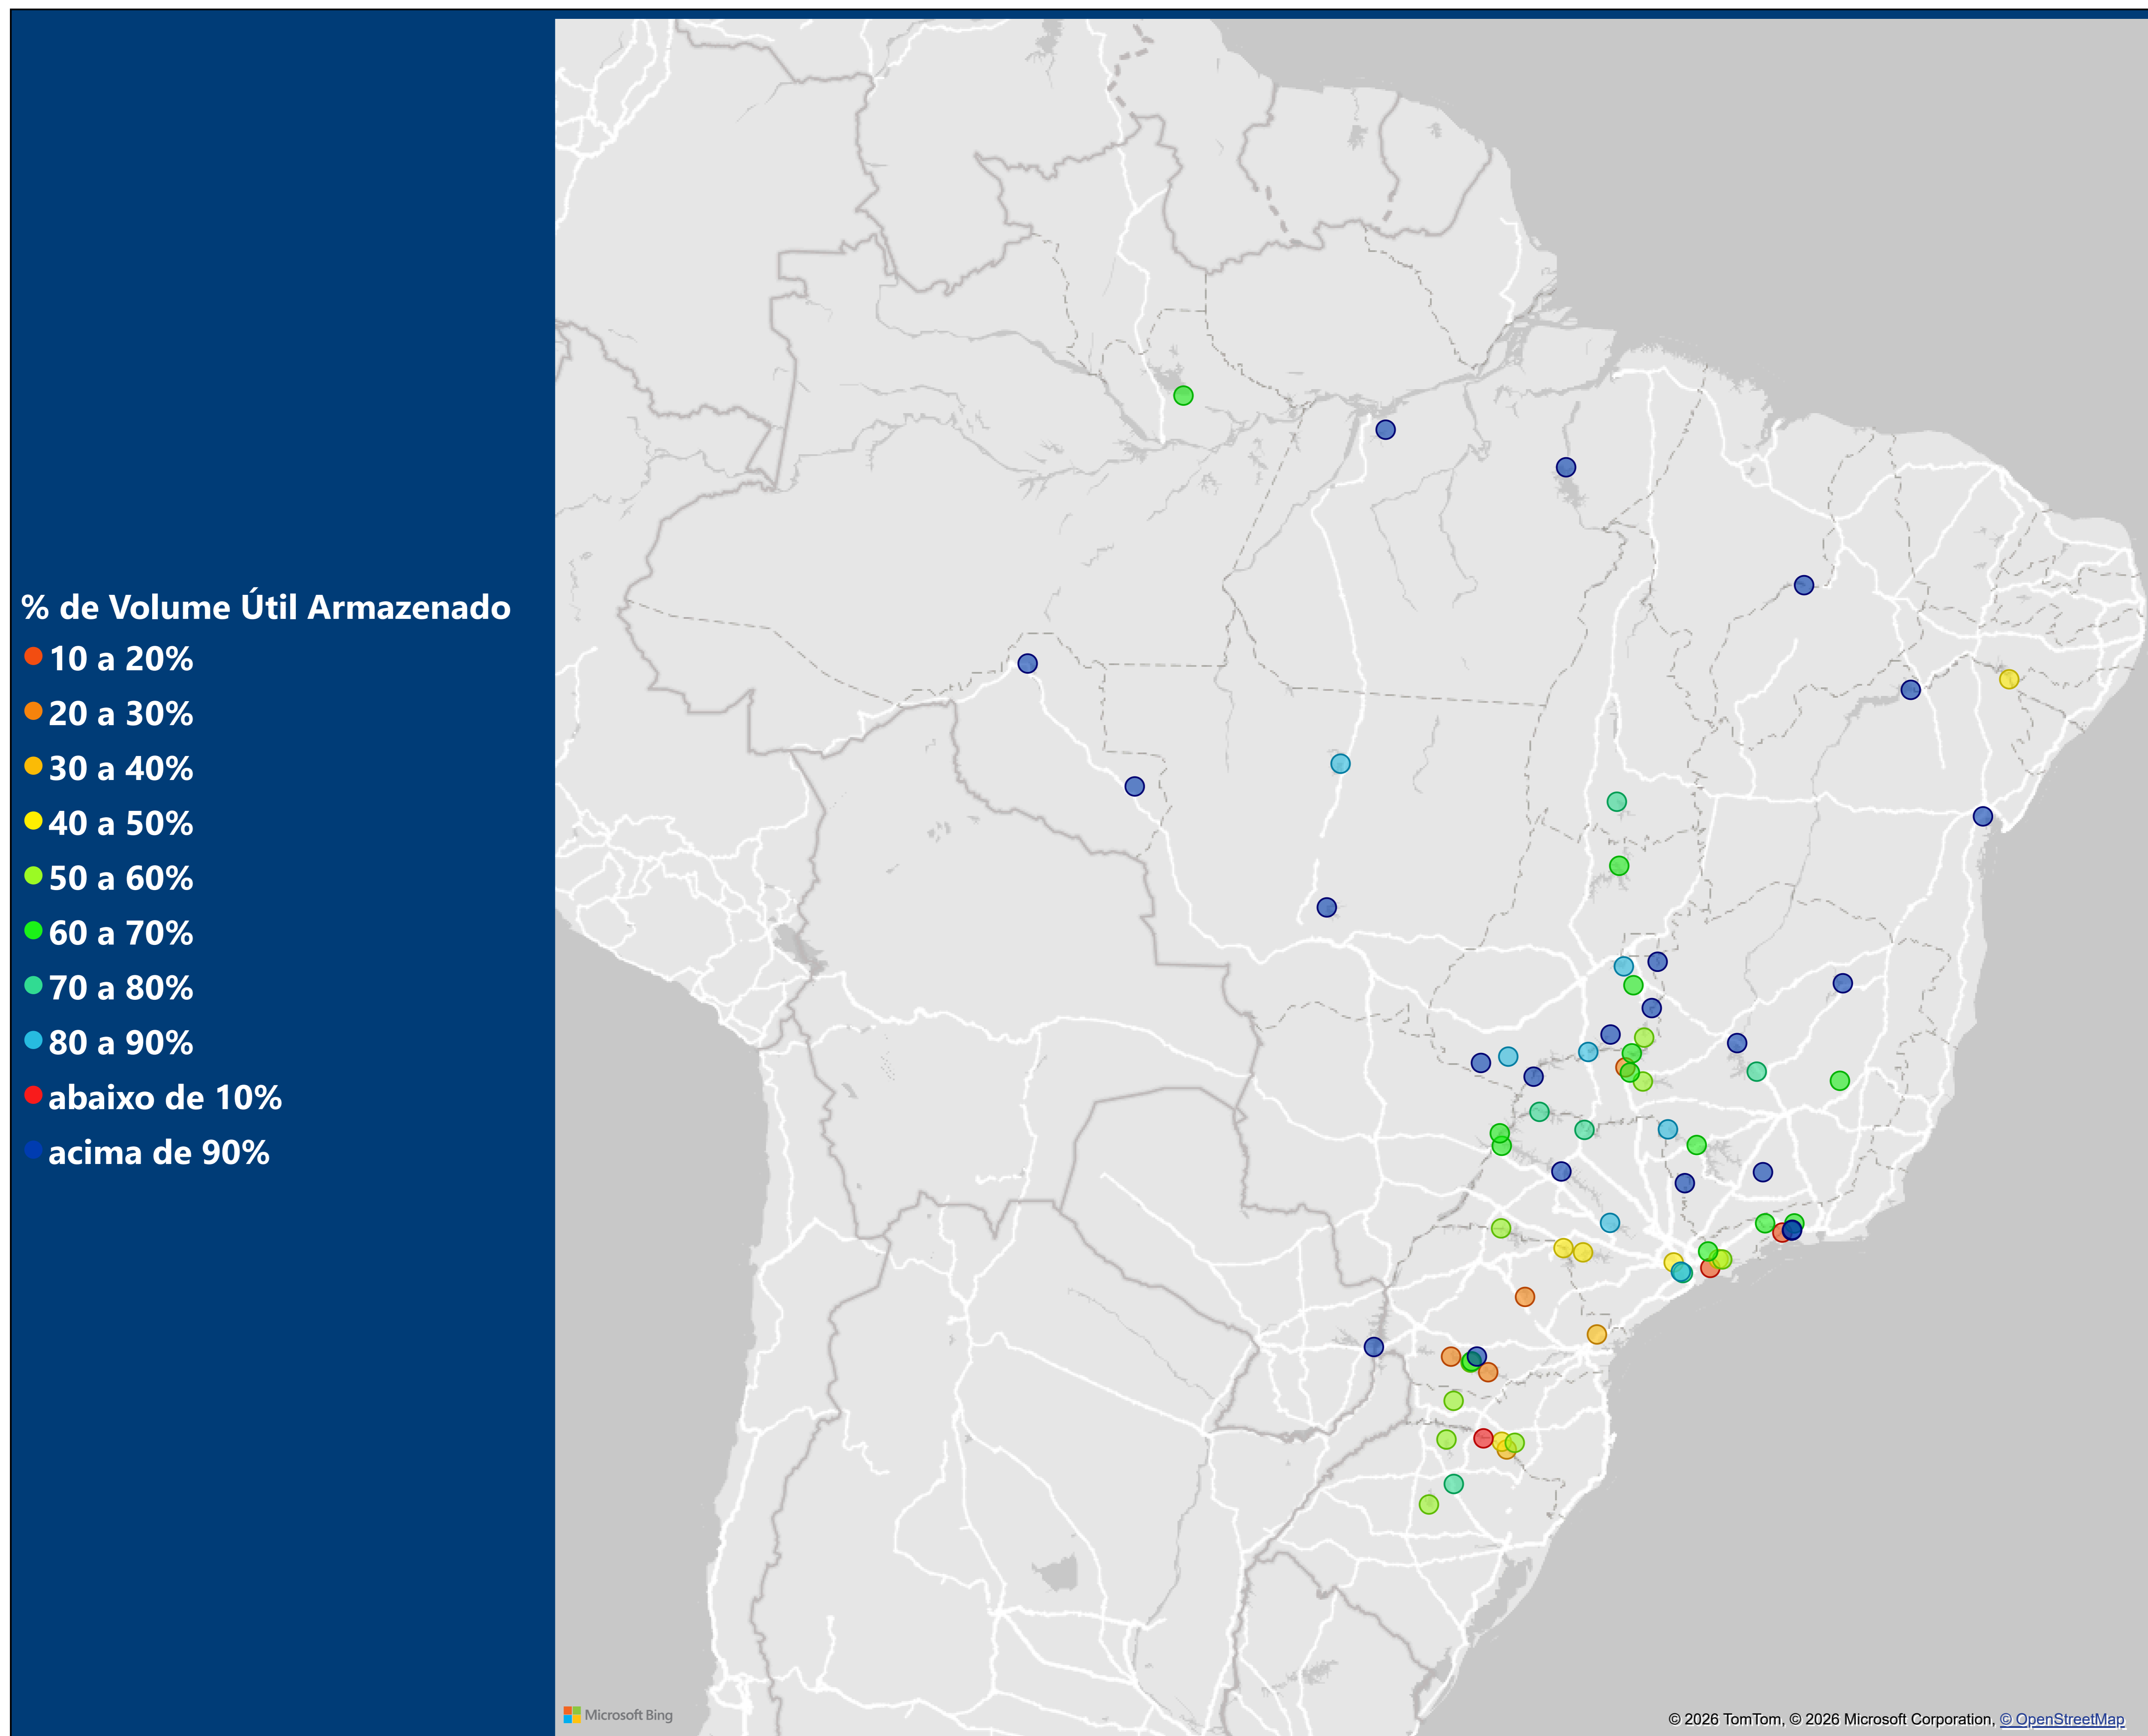 % de Volume Útil Armazenado
10 a 20%
20 a 30%
30 a 40%
40 a 50%
50 a 60%
60 a 70%
70 a 80%
80 a 90%
abaixo de 10%
acima de 90%
Microsoft Bing
© 2026 TomTom, © 2026 Microsoft Corporation, © OpenStreetMap